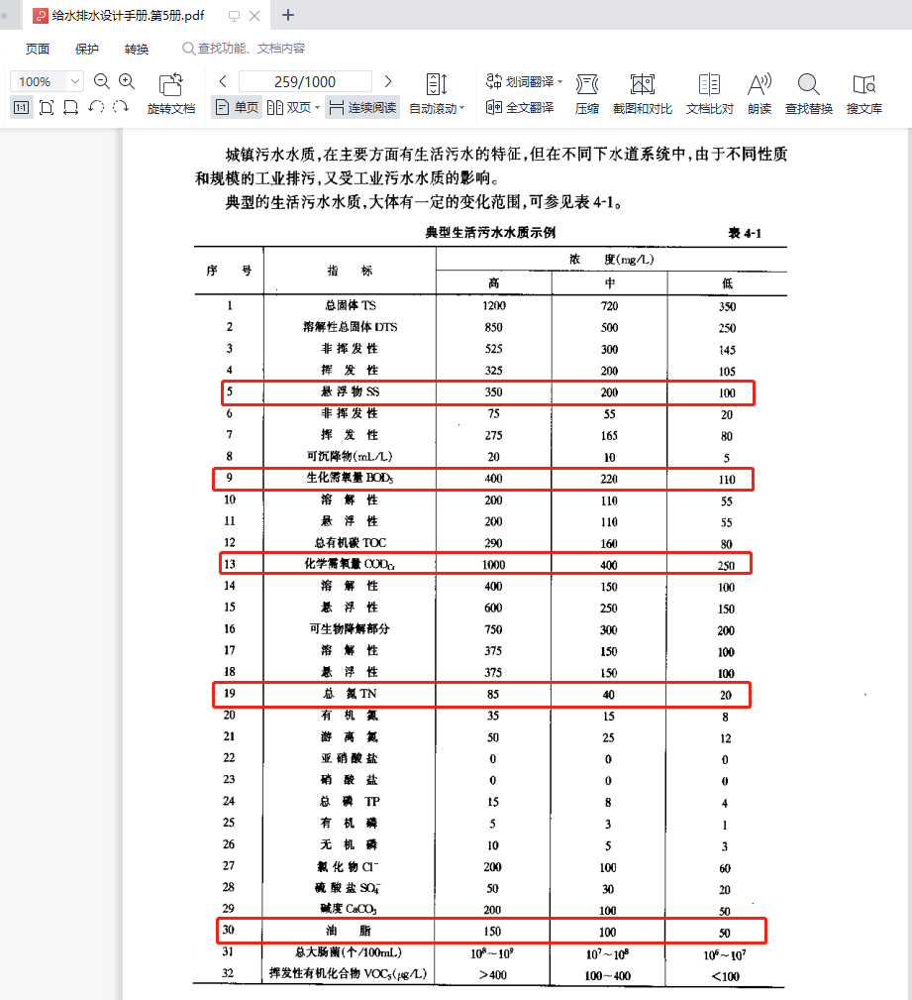 给水排水设计手册.第5册.pdf
页面 保护 转换 查找功能、文档内容
100% 259/1000 划词翻译
1:1 旋转文档 单页 双页 连续阅读 自动滚动 全文翻译 压缩 截图和对比 文档比对 朗读 查找替换 搜文库
城镇污水水质,在主要方面有生活污水的特征,但在不同下水道系统中,由于不同性质
和规模的工业排污,又受工业污水水质的影响。
典型的生活污水水质,大体有一定的变化范围,可参见表 4-1。
典型生活污水水质示例 表 4-1
序 号 指 标 浓 度(mg/L)
高 中 低
1 总固体 TS 1200 720 350
2 溶解性总固体 DTS 850 500 250
3 非 挥 发 性 525 300 145
4 挥 发 性 325 200 105
5 悬 浮 物 SS 350 200 100
6 非 挥 发 性 75 55 20
7 挥 发 性 275 165 80
8 可沉降物(mL/L) 20 10 5
9 生化需氧量 BOD5 400 220 110
10 溶 解 性 200 110 55
11 悬 浮 性 200 110 55
12 总有机碳 TOC 290 160 80
13 化学需氧量 CODCr 1000 400 250
14 溶 解 性 400 150 100
15 悬 浮 性 600 250 150
16 可生物降解部分 750 300 200
17 溶 解 性 375 150 100
18 悬 浮 性 375 150 100
19 总 氮 TN 85 40 20
20 有 机 氮 35 15 8
21 游 离 氮 50 25 12
22 亚 硝 酸 盐 0 0 0
23 硝 酸 盐 0 0 0
24 总 磷 TP 15 8 4
25 有 机 磷 5 3 1
26 无 机 磷 10 5 3
27 氯 化 物 Cl⁻ 200 100 60
28 硫 酸 盐 SO₄⁻ 50 30 20
29 碱度 CaCO₃ 200 100 50
30 油 脂 150 100 50
31 总大肠菌(个/100mL) 10⁸~10⁹ 10⁷~10⁸ 10⁶~10⁷
32 挥发性有机化合物 VOC₅(μg/L) >400 100~400 <100